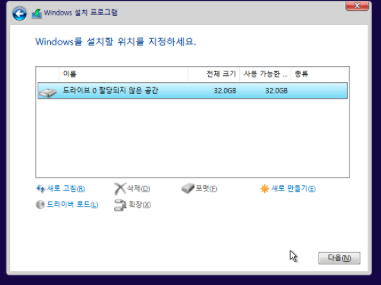 Windows 설치 프로그램
Windows를 설치할 위치를 지정하세요.
이름 전체 크기 사용 가능한 ... 종류
드라이브 0 할당되지 않은 공간 32.0GB 32.0GB
새로 고침(R) 삭제(D) 포맷(F) 새로 만들기(E)
드라이버 로드(L) 확장(X)
다음(N)